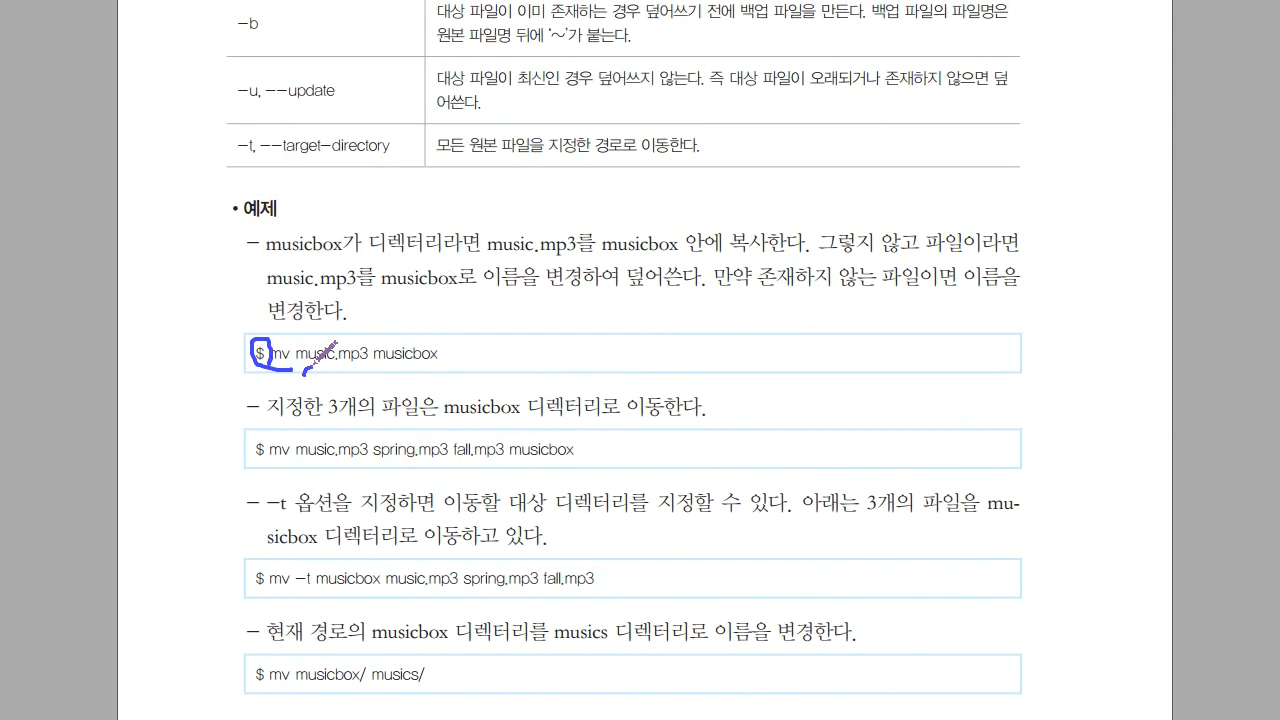 −b
대상 파일이 이미 존재하는 경우 덮어쓰기 전에 백업 파일을 만든다. 백업 파일의 파일명은
원본 파일명 뒤에 '~'가 붙는다.
−u, −−update
대상 파일이 최신인 경우 덮어쓰지 않는다. 즉 대상 파일이 오래되거나 존재하지 않으면 덮
어쓴다.
−t, −−target−directory
모든 원본 파일을 지정한 경로로 이동한다.
• 예제
− musicbox가 디렉터리라면 music.mp3를 musicbox 안에 복사한다. 그렇지 않고 파일이라면
music.mp3를 musicbox로 이름을 변경하여 덮어쓴다. 만약 존재하지 않는 파일이면 이름을
변경한다.
$ mv music.mp3 musicbox
− 지정한 3개의 파일은 musicbox 디렉터리로 이동한다.
$ mv music.mp3 spring.mp3 fall.mp3 musicbox
− −t 옵션을 지정하면 이동할 대상 디렉터리를 지정할 수 있다. 아래는 3개의 파일을 mu-
sicbox 디렉터리로 이동하고 있다.
$ mv −t musicbox music.mp3 spring.mp3 fall.mp3
− 현재 경로의 musicbox 디렉터리를 musics 디렉터리로 이름을 변경한다.
$ mv musicbox/ musics/